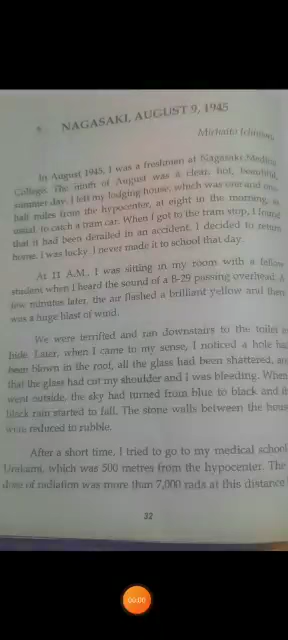 NAGASAKI, AUGUST 9, 1945
Michaito Ichimaru
In August 1945, I was a freshman at Nagasaki Medical
College. The ninth of August was a clear, hot, beautiful,
summer day. I left my lodging house, which was one and one
half miles from the hypocenter, at eight in the morning, as
usual, to catch a tram car. When I got to the tram stop, I found
that it had been derailed in an accident. I decided to return
home. I was lucky. I never made it to school that day.
At 11 A.M., I was sitting in my room with a fellow
student when I heard the sound of a B-29 passing overhead. A
few minutes later, the air flashed a brilliant yellow and there
was a huge blast of wind.
We were terrified and ran downstairs to the toilet to
hide. Later, when I came to my sense, I noticed a hole had
been blown in the roof, all the glass had been shattered, and
that the glass had cut my shoulder and I was bleeding. When
went outside, the sky had turned from blue to black and
black rain started to fall. The stone walls between the
were reduced to rubble.
After a short time, I tried to go to my medical school
Urakami, which was 500 metres from the hypocenter. The
dose of radiation was more than 7,000 rads at this distance
32
00:00